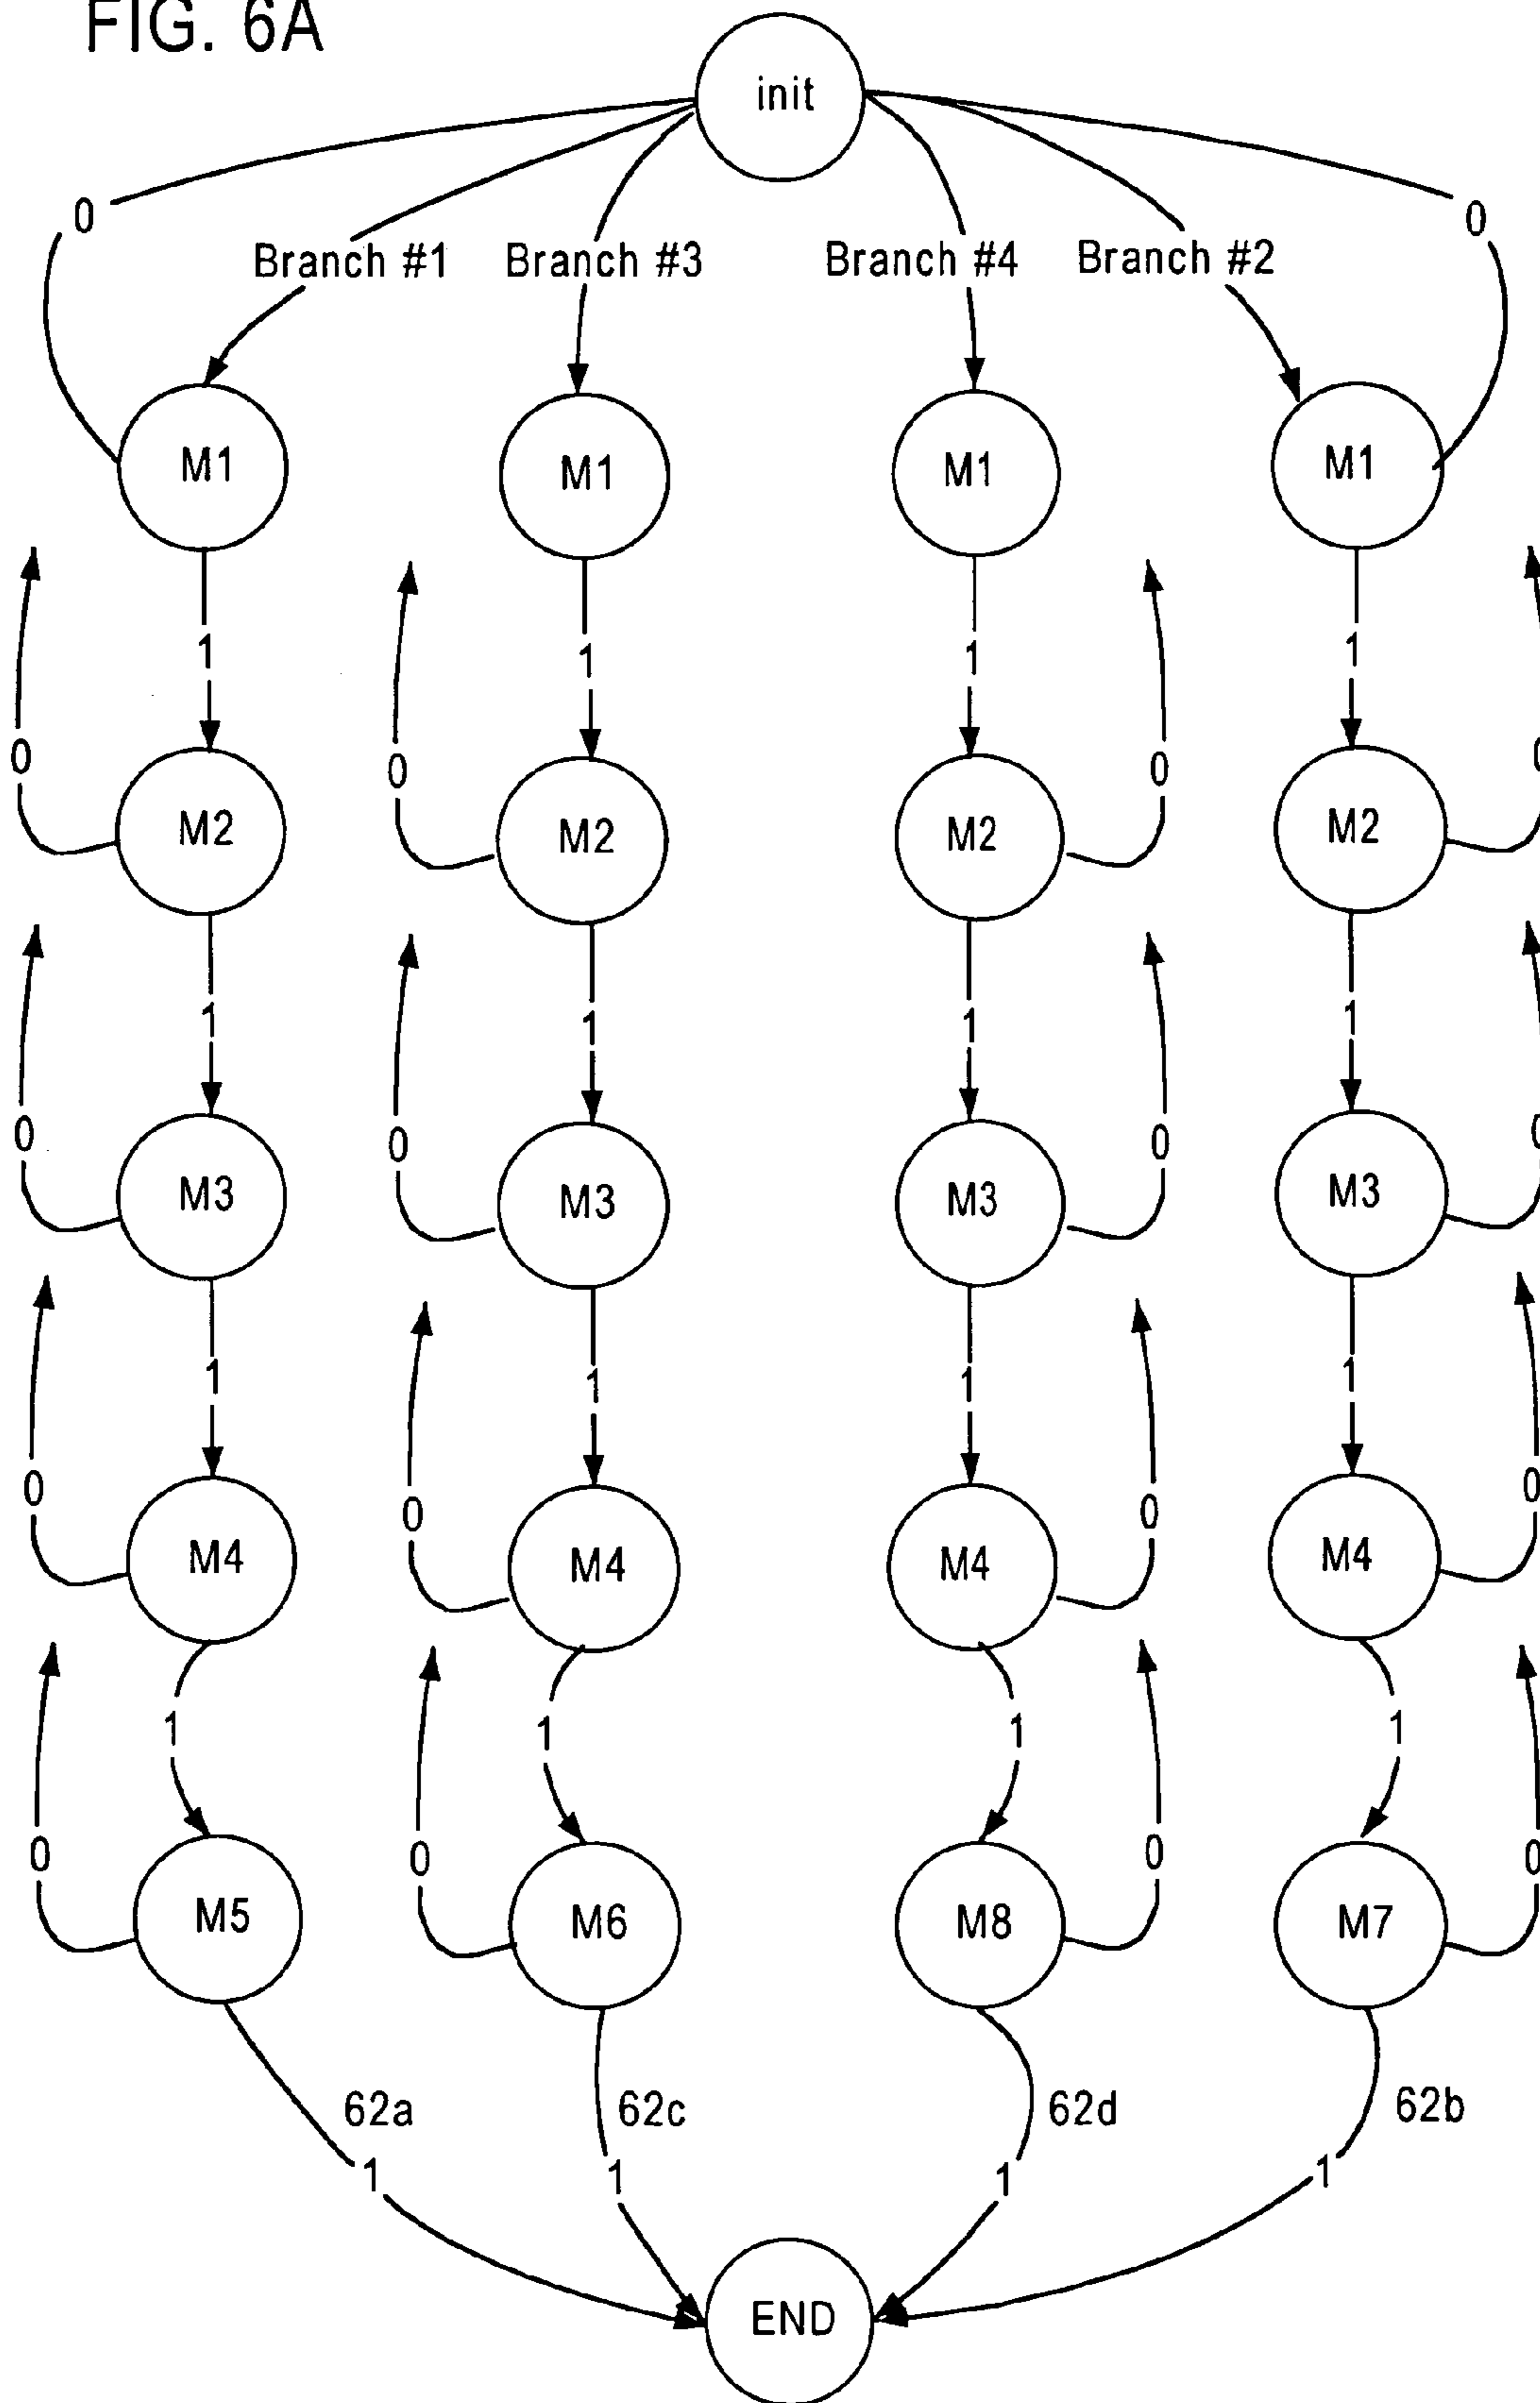 FIG. 6A
init
0 0
Branch #1 Branch #3 Branch #4 Branch #2
M1 M1 M1 M1
1 1 1 1
0 0 0 0
M2 M2 M2 M2
1 1 1 1
0 0 0 0
M3 M3 M3 M3
1 1 1 1
0 0 0 0
M4 M4 M4 M4
1 1 1 1
0 0 0 0
M5 M6 M8 M7
62a 62c 62d 62b
1 1 1 1
END